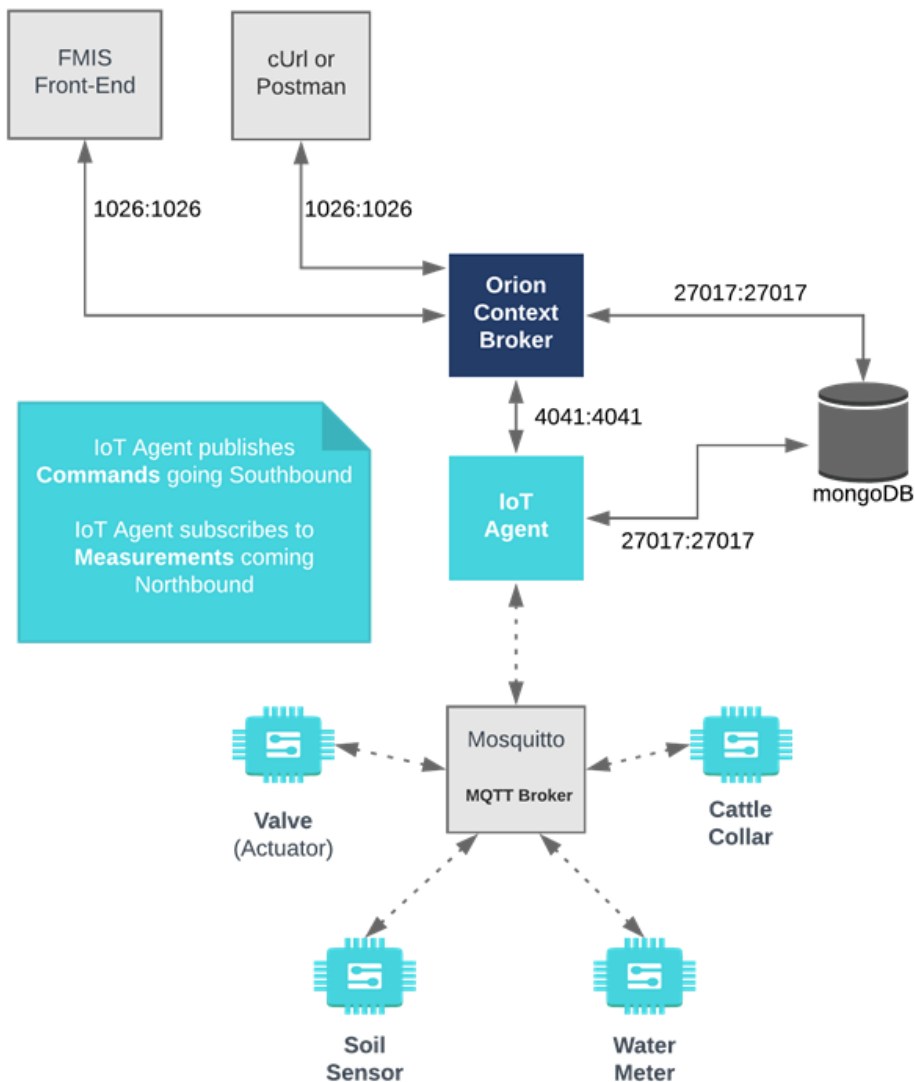 FMIS
Front-End
cUrl or
Postman
1026:1026
1026:1026
Orion
Context
Broker
27017:27017
4041:4041
mongoDB
IoT Agent publishes
Commands going Southbound
IoT Agent subscribes to
Measurements coming
Northbound
IoT
Agent
27017:27017
Mosquitto
MQTT Broker
Valve
(Actuator)
Cattle
Collar
Soil
Sensor
Water
Meter